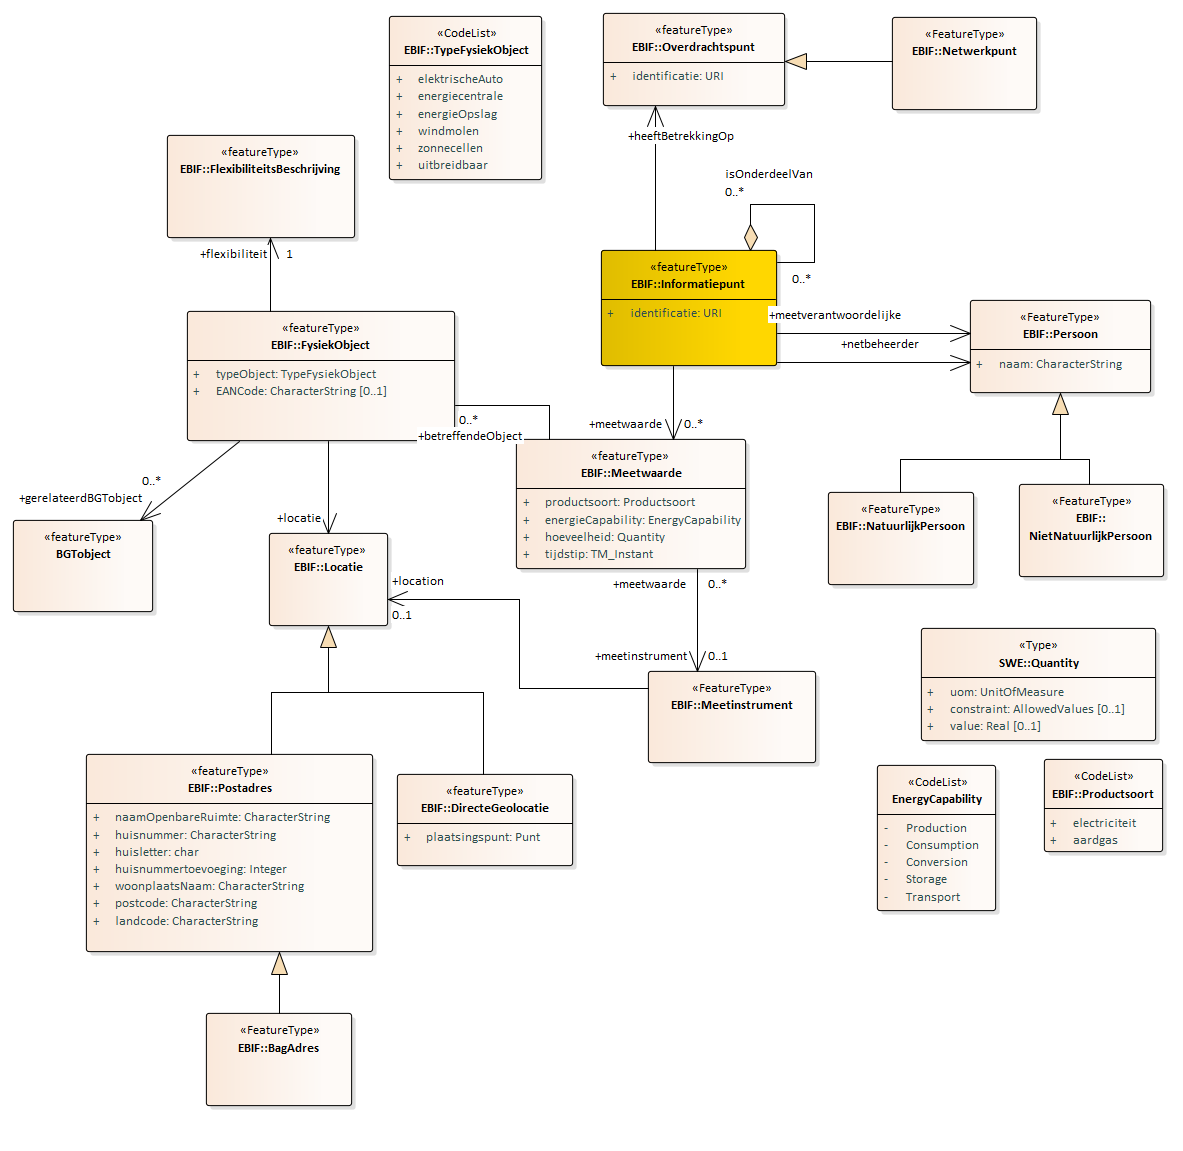 «CodeList»
EBIF::TypeFysiekObject
+ elektrischeAuto
+ energiecentrale
+ energieOpslag
+ windmolen
+ zonnecellen
+ uitbreidbaar
«featureType»
EBIF::Overdrachtspunt
+ identificatie: URI
«FeatureType»
EBIF::Netwerkpunt
+heeftBetrekkingOp
«featureType»
EBIF::FlexibiliteitsBeschrijving
+flexibiliteit
1
isOnderdeelVan
0..*
0..*
«featureType»
EBIF::Informatiepunt
+ identificatie: URI
+meetverantwoordelijke
+netbeheerder
«FeatureType»
EBIF::Persoon
+ naam: CharacterString
«featureType»
EBIF::FysiekObject
+ typeObject: TypeFysiekObject
+ EANCode: CharacterString [0..1]
0..*
+betreffendeObject
+meetwaarde
0..*
«featureType»
EBIF::Meetwaarde
+ productsoort: Productsoort
+ energieCapability: EnergyCapability
+ hoeveelheid: Quantity
+ tijdstip: TM_Instant
0..*
+gerelateerdBGTobject
«featureType»
BGTobject
+locatie
«featureType»
EBIF::Locatie
+location
0..1
+meetwaarde
0..*
+meetinstrument
0..1
«FeatureType»
EBIF::NatuurlijkPersoon
«FeatureType»
EBIF::
NietNatuurlijkPersoon
«FeatureType»
EBIF::Meetinstrument
«Type»
SWE::Quantity
+ uom: UnitOfMeasure
+ constraint: AllowedValues [0..1]
+ value: Real [0..1]
«featureType»
EBIF::Postadres
+ naamOpenbareRuimte: CharacterString
+ huisnummer: CharacterString
+ huisletter: char
+ huisnummertoevoeging: Integer
+ woonplaatsNaam: CharacterString
+ postcode: CharacterString
+ landcode: CharacterString
«featureType»
EBIF::DirecteGeolocatie
+ plaatsingspunt: Punt
«CodeList»
EnergyCapability
- Production
- Consumption
- Conversion
- Storage
- Transport
«CodeList»
EBIF::Productsoort
+ electriciteit
+ aardgas
«FeatureType»
EBIF::BagAdres